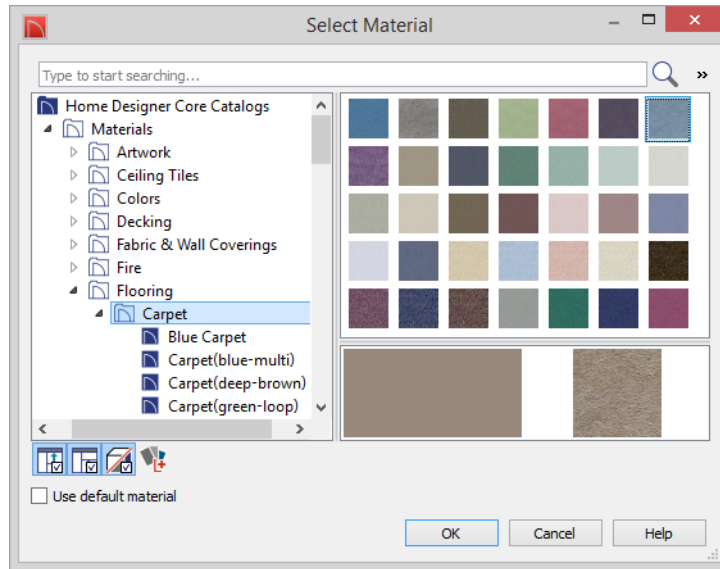 Select Material
Type to start searching...
»
Home Designer Core Catalogs
Materials
Artwork
Ceiling Tiles
Colors
Decking
Fabric & Wall Coverings
Fire
Flooring
Carpet
Blue Carpet
Carpet(blue-multi)
Carpet(deep-brown)
Carpet(green-loop)
Use default material
OK Cancel Help